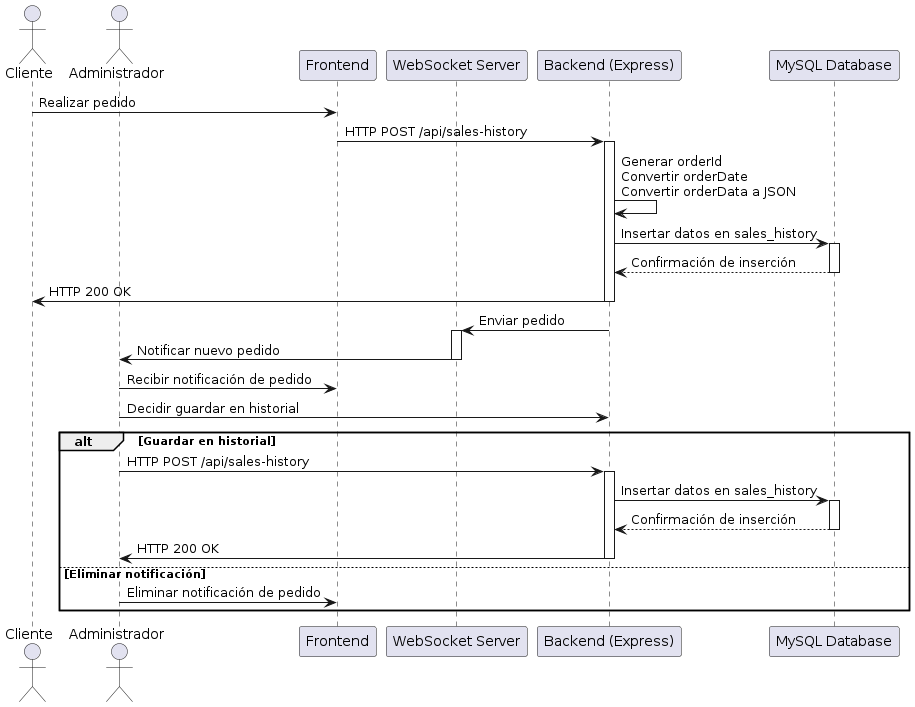 Cliente
Administrador
Frontend
WebSocket Server
Backend (Express)
MySQL Database
Realizar pedido
HTTP POST /api/sales-history
Generar orderId
Convertir orderDate
Convertir orderData a JSON
Insertar datos en sales_history
Confirmación de inserción
HTTP 200 OK
Enviar pedido
Notificar nuevo pedido
Recibir notificación de pedido
Decidir guardar en historial
alt
[Guardar en historial]
HTTP POST /api/sales-history
Insertar datos en sales_history
Confirmación de inserción
HTTP 200 OK
[Eliminar notificación]
Eliminar notificación de pedido
Cliente
Administrador
Frontend
WebSocket Server
Backend (Express)
MySQL Database